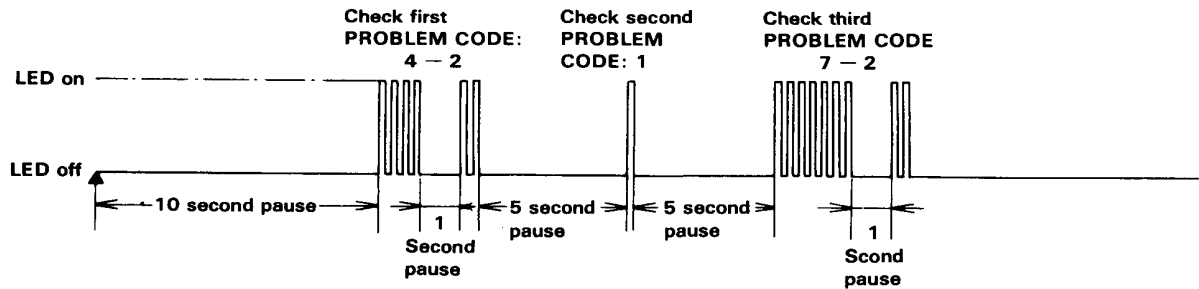 Check first
PROBLEM CODE:
4 — 2
Check second
PROBLEM
CODE: 1
Check third
PROBLEM CODE
7 — 2
LED on
LED off
10 second pause
1
Second
pause
5 second
pause
5 second
pause
1
Scond
pause